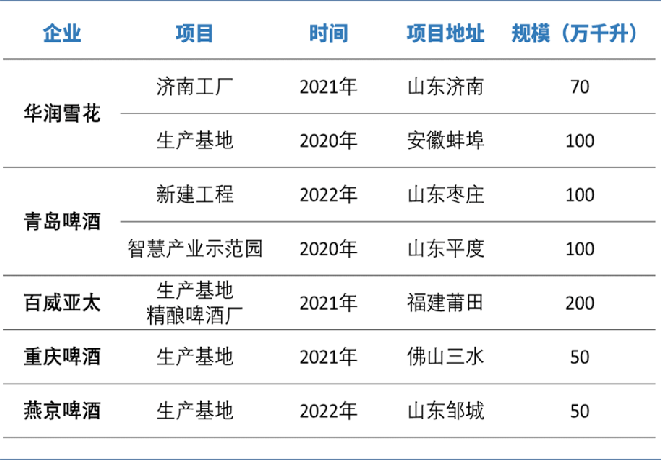 企业 项目 时间 项目地址 规模（万千升）
华润雪花 济南工厂 2021年 山东济南 70
生产基地 2020年 安徽蚌埠 100
青岛啤酒 新建工程 2022年 山东枣庄 100
智慧产业示范园 2020年 山东平度 100
百威亚太 生产基地 2021年 福建莆田 200
精酿啤酒厂
重庆啤酒 生产基地 2021年 佛山三水 50
燕京啤酒 生产基地 2022年 山东邹城 50